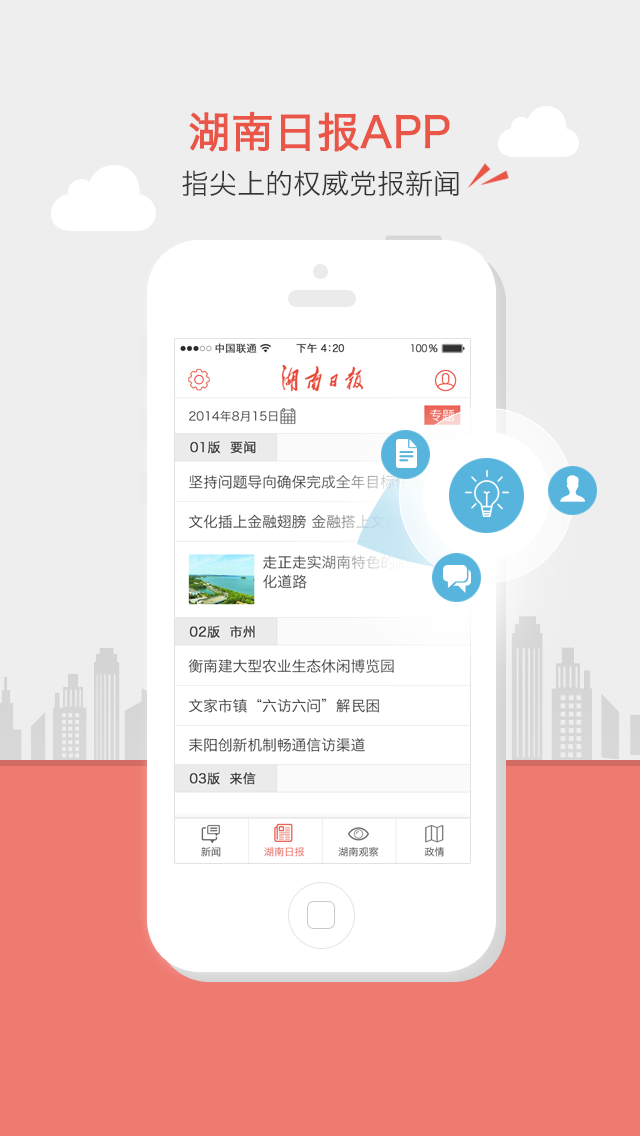 湖南日报APP
指尖上的权威党报新闻
中国联通 下午 4:20 100%
湖南日报
2014年8月15日 专题
01版 要闻
坚持问题导向确保完成全年目标
文化插上金融翅膀 金融搭上文
走正走实湖南特色的
化道路
02版 市州
衡南建大型农业生态休闲博览园
文家市镇“六访六问”解民困
耒阳创新机制畅通信访渠道
03版 来信
新闻 湖南日报 湖南观察 政情